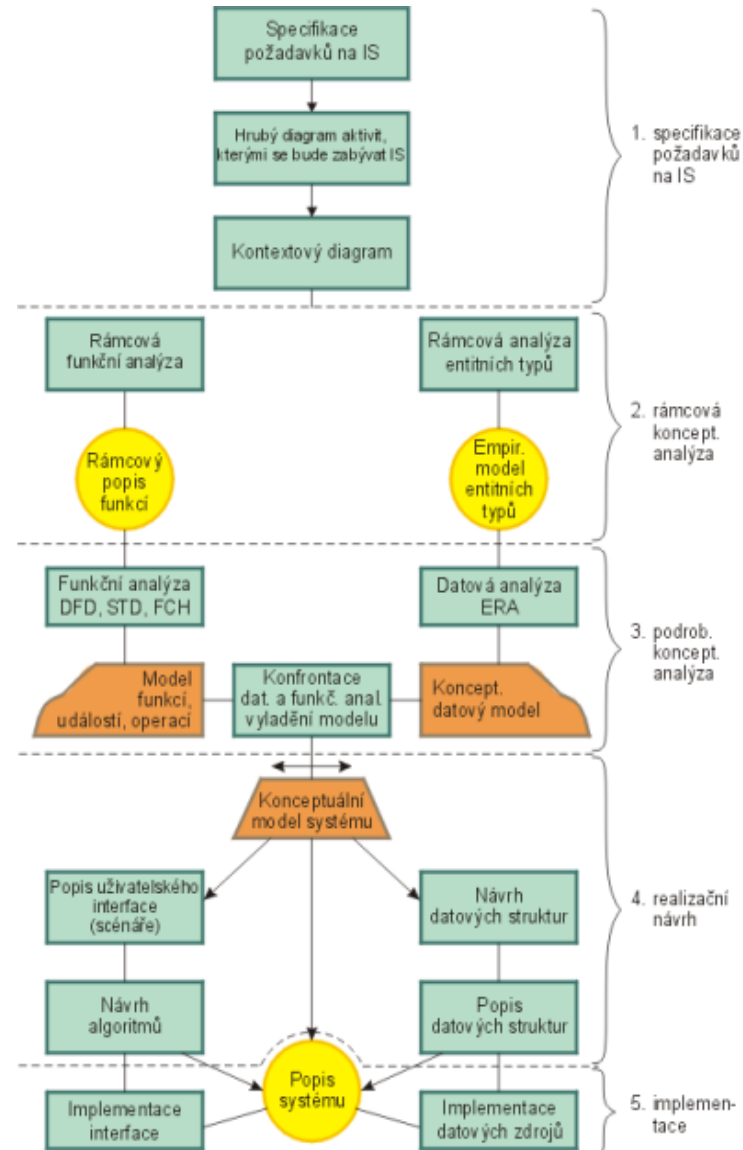 Specifikace
požadavků na IS
Hrubý diagram aktivit,
kterými se bude zabývat IS
Kontextový diagram
1. specifikace
požadavků
na IS
Rámcová
funkční analýza
Rámcová analýza
entitních typů
Rámcový
popis
funkcí
Empir.
model
entitních
typů
2. rámcová
koncept.
analýza
Funkční analýza
DFD, STD, FCH
Datová analýza
ERA
Model
funkcí,
událostí, operací
Konfrontace
dat. a funkč. anal.
vyladění modelu
Koncept.
datový model
3. podrob.
koncept.
analýza
Konceptuální
model systému
Popis uživatelského
interface
(scénáře)
Návrh
datových struktur
4. realizační
návrh
Návrh
algoritmů
Popis
datových struktur
Popis
systému
Implementace
interface
Implementace
datových zdrojů
5. implemen-
tace